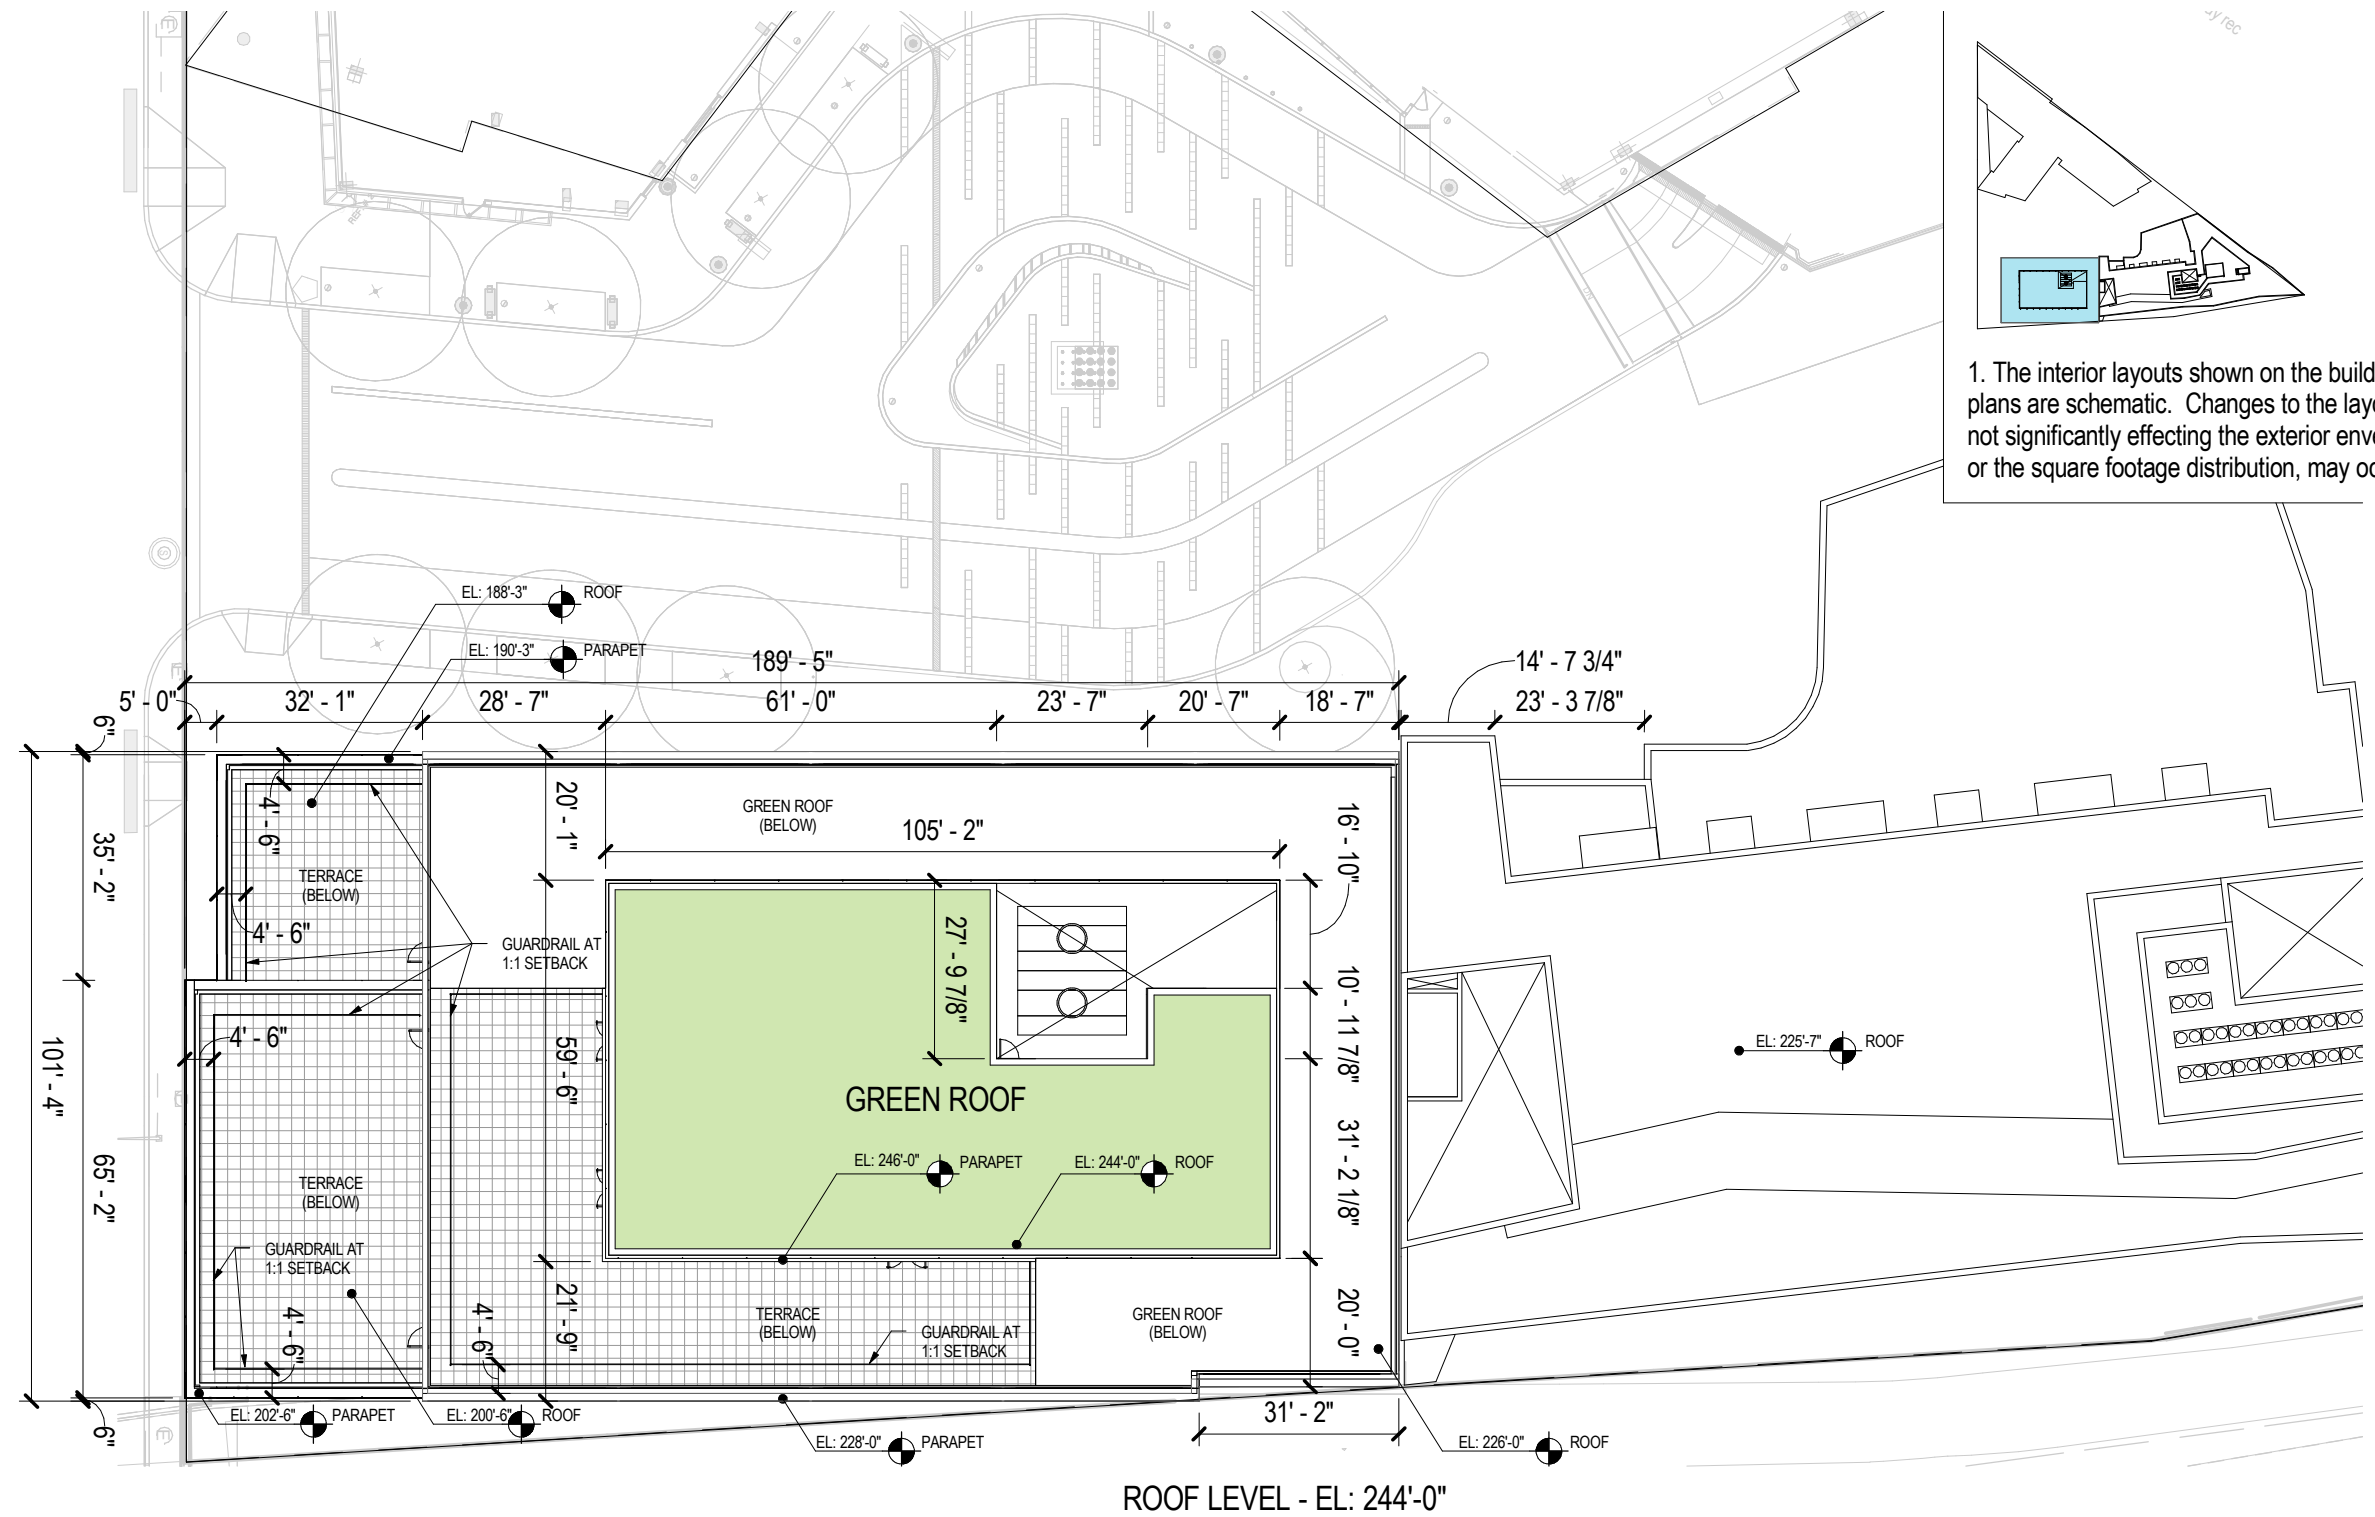 ay rec
1. The interior layouts shown on the build
plans are schematic. Changes to the layo
not significantly effecting the exterior enve
or the square footage distribution, may oc
EL: 188'-3" ROOF
EL: 190'-3" PARAPET
189' - 5"
14' - 7 3/4"
5' - 0" 32' - 1" 28' - 7" 61' - 0" 23' - 7" 20' - 7" 18' - 7" 23' - 3 7/8"
6"
35' - 2"
101' - 4"
65' - 2"
6"
4' - 6"
TERRACE
(BELOW)
4' - 6"
20' - 1"
GREEN ROOF
(BELOW)
105' - 2"
16' - 10"
GUARDRAIL AT
1:1 SETBACK
27' - 9 7/8"
10' - 11 7/8"
4' - 6"
59' - 6"
EL: 225'-7" ROOF
GREEN ROOF
31' - 2 1/8"
EL: 246'-0" PARAPET
EL: 244'-0" ROOF
TERRACE
(BELOW)
GUARDRAIL AT
1:1 SETBACK
4' - 6"
4' - 6"
21' - 9"
TERRACE
(BELOW)
GUARDRAIL AT
1:1 SETBACK
GREEN ROOF
(BELOW)
20' - 0"
EL: 202'-6" PARAPET
EL: 200'-6" ROOF
31' - 2"
EL: 228'-0" PARAPET
EL: 226'-0" ROOF
ROOF LEVEL - EL: 244'-0"